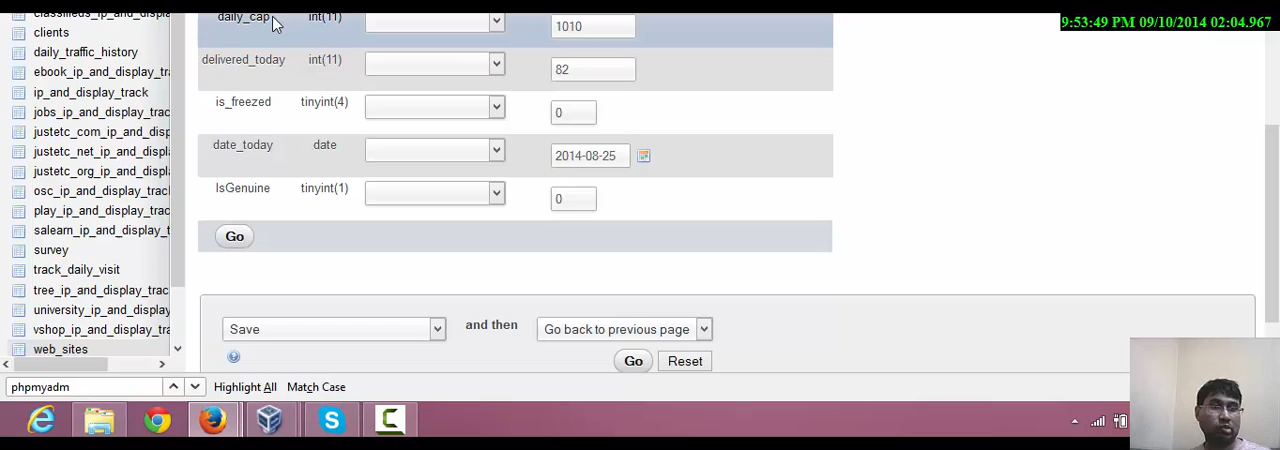 9:53:49 PM 09/10/2014 02:04.967
daily_cap int(11) 1010
clients
daily_traffic_history
delivered_today int(11) 82
ebook_ip_and_display_tr
ip_and_display_track
is_freezed tinyint(4) 0
jobs_ip_and_display_trac
justetc_com_ip_and_disp
date_today date 2014-08-25
justetc_net_ip_and_displ
justetc_org_ip_and_displ
IsGenuine tinyint(1) 0
osc_ip_and_display_track
play_ip_and_display_trac
salearn_ip_and_display_t
Go
survey
track_daily_visit
tree_ip_and_display_trac
university_ip_and_displa
vshop_ip_and_display_tra
Save and then Go back to previous page
web_sites
Go Reset
phpmyadm Highlight All Match Case